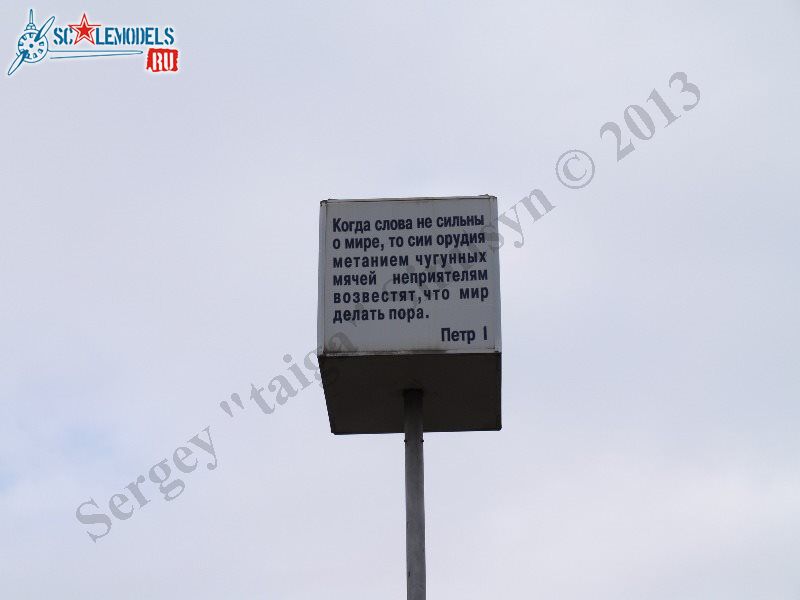 SCALEMODELS
RU
Когда слова не сильны
о мире, то сии орудия
метанием чугунных
мячей неприятелям
возвестят,что мир
делать пора.
Петр I
Sergey "taiga" © 2013